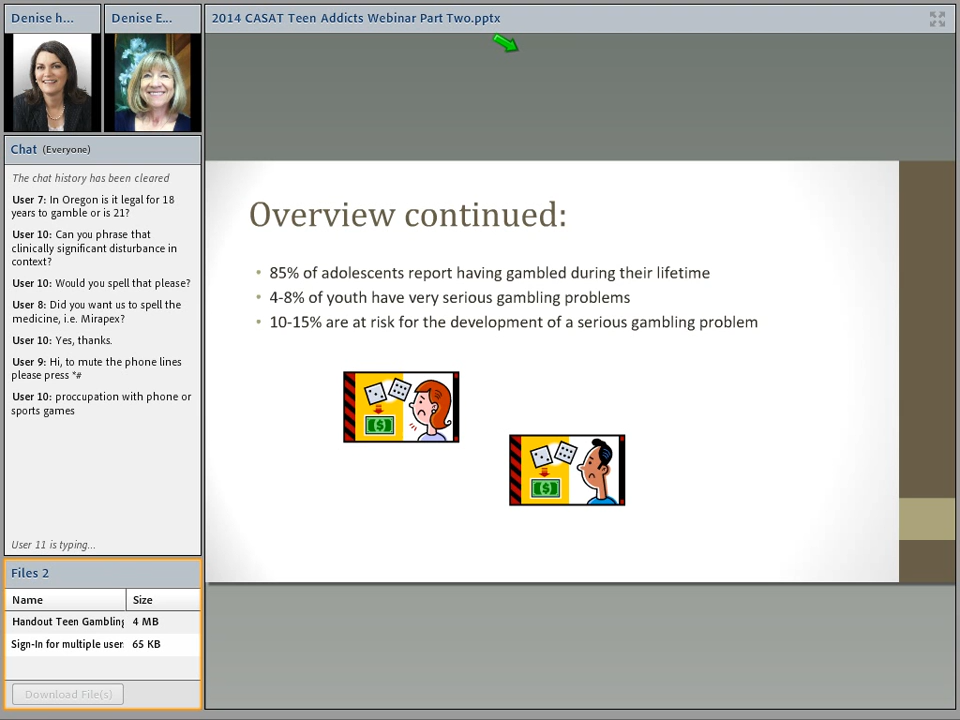 Denise h...
Denise E...
2014 CASAT Teen Addicts Webinar Part Two.pptx
Chat (Everyone)
The chat history has been cleared
User 7: In Oregon is it legal for 18
years to gamble or is 21?
User 10: Can you phrase that
clinically significant disturbance in
context?
User 10: Would you spell that please?
User 8: Did you want us to spell the
medicine, i.e. Mirapex?
User 10: Yes, thanks.
User 9: Hi, to mute the phone lines
please press *#
User 10: proccupation with phone or
sports games
User 11 is typing...
Files 2
Name Size
Handout Teen Gambling 4 MB
Sign-In for multiple user 65 KB
Download File(s)
Overview continued:
• 85% of adolescents report having gambled during their lifetime
• 4-8% of youth have very serious gambling problems
• 10-15% are at risk for the development of a serious gambling problem
$
$